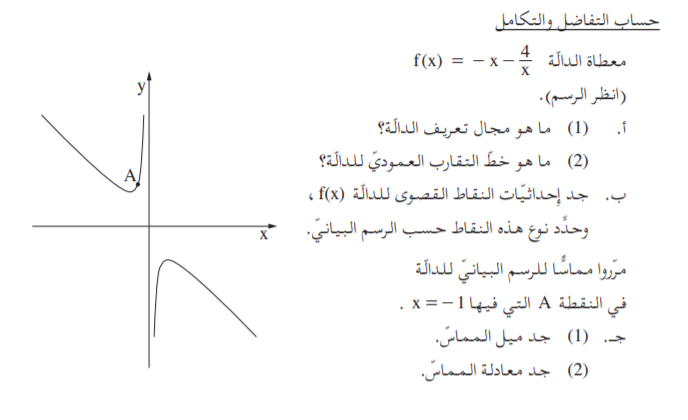 حساب التفاضل والتكامل
معطاة الدالّة f(x) = − x − 4/x
(انظر الرسم).
أ. (1) ما هو مجال تعريف الدالّة؟
(2) ما هو خطّ التقارب العموديّ للدالّة؟
ب. جد إحداثيّات النقاط القصوى للدالّة f(x) ،
وحدِّد نوع هذه النقاط حسب الرسم البيانيّ.
مرّروا مماسًّا للرسم البيانيّ للدالّة
في النقطة A التي فيها x = − 1 .
جـ. (1) جد ميل المماسّ.
(2) جد معادلة المماسّ.
y
A
x